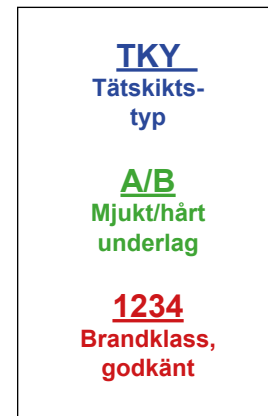 TKY
Tätskikts-
typ
A/B
Mjukt/hårt
underlag
1234
Brandklass,
godkänt